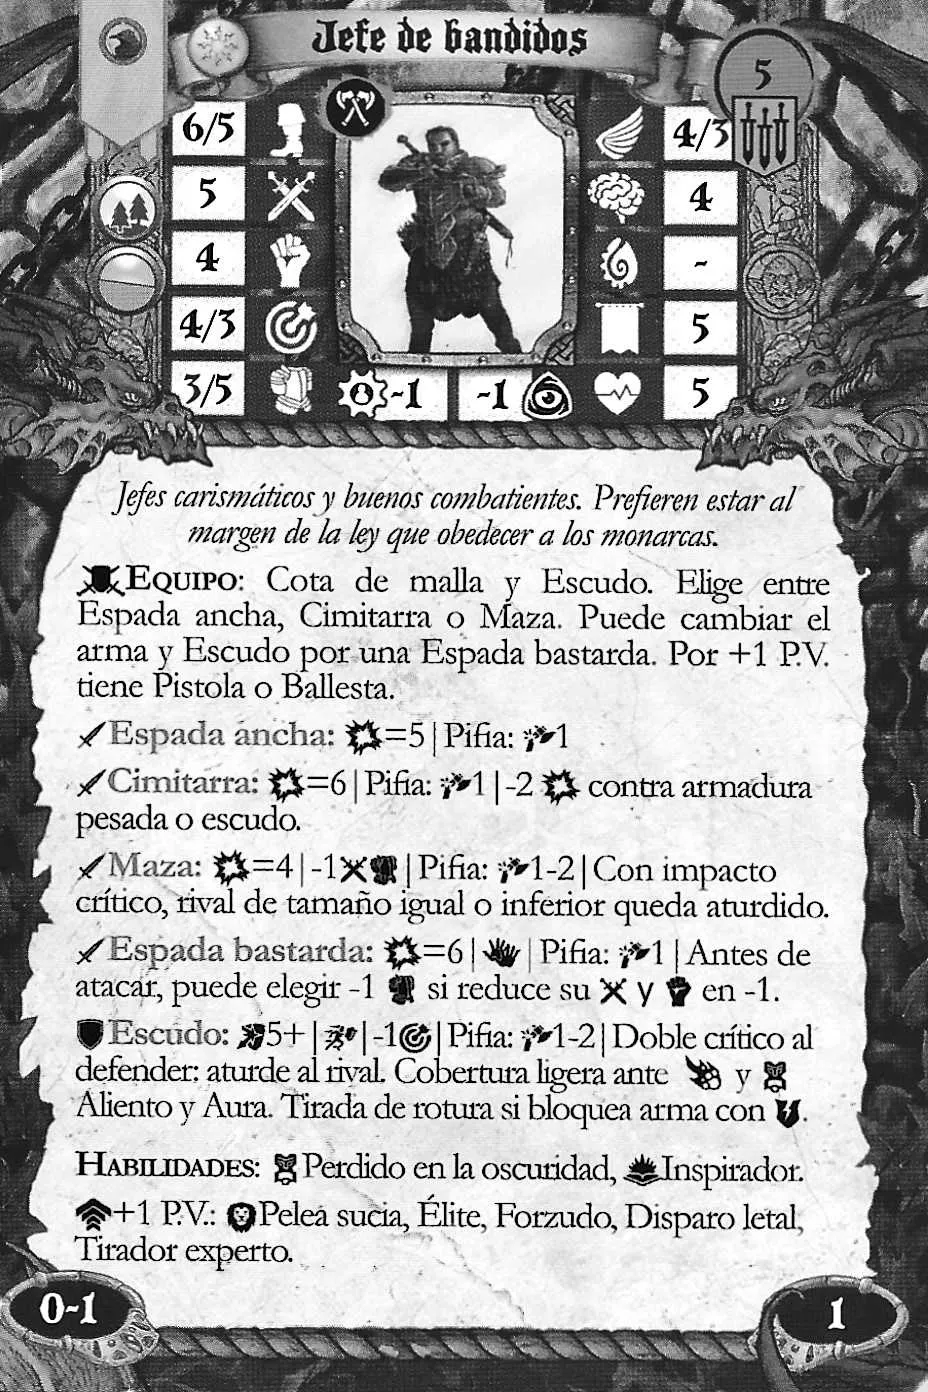 Jefe de bandidos
5
6/5
4/3
5
4
4
-
4/3
5
3/5
-1
-1
5
Jefes carismáticos y buenos combatientes. Prefieren estar al
margen de la ley que obedecer a los monarcas.
EQUIPO: Cota de malla y Escudo. Elige entre
Espada ancha, Cimitarra o Maza. Puede cambiar el
arma y Escudo por una Espada bastarda. Por +1 P.V.
tiene Pistola o Ballesta.
Espada ancha: =5 | Pifia: 1
Cimitarra: =6 | Pifia: 1 | -2 contra armadura
pesada o escudo.
Maza: =4 | -1 | Pifia: 1-2 | Con impacto
crítico, rival de tamaño igual o inferior queda aturdido.
Espada bastarda: =6 | | Pifia: 1 | Antes de
atacar, puede elegir -1 si reduce su y en -1.
Escudo: 5+ | | -1 | Pifia: 1-2 | Doble crítico al
defender: aturde al rival. Cobertura ligera ante y
Aliento y Aura. Tirada de rotura si bloquea arma con .
HABILIDADES: Perdido en la oscuridad, Inspirador.
+1 P.V.: Pelea sucia, Élite, Forzudo, Disparo letal,
Tirador experto.
0-1
1